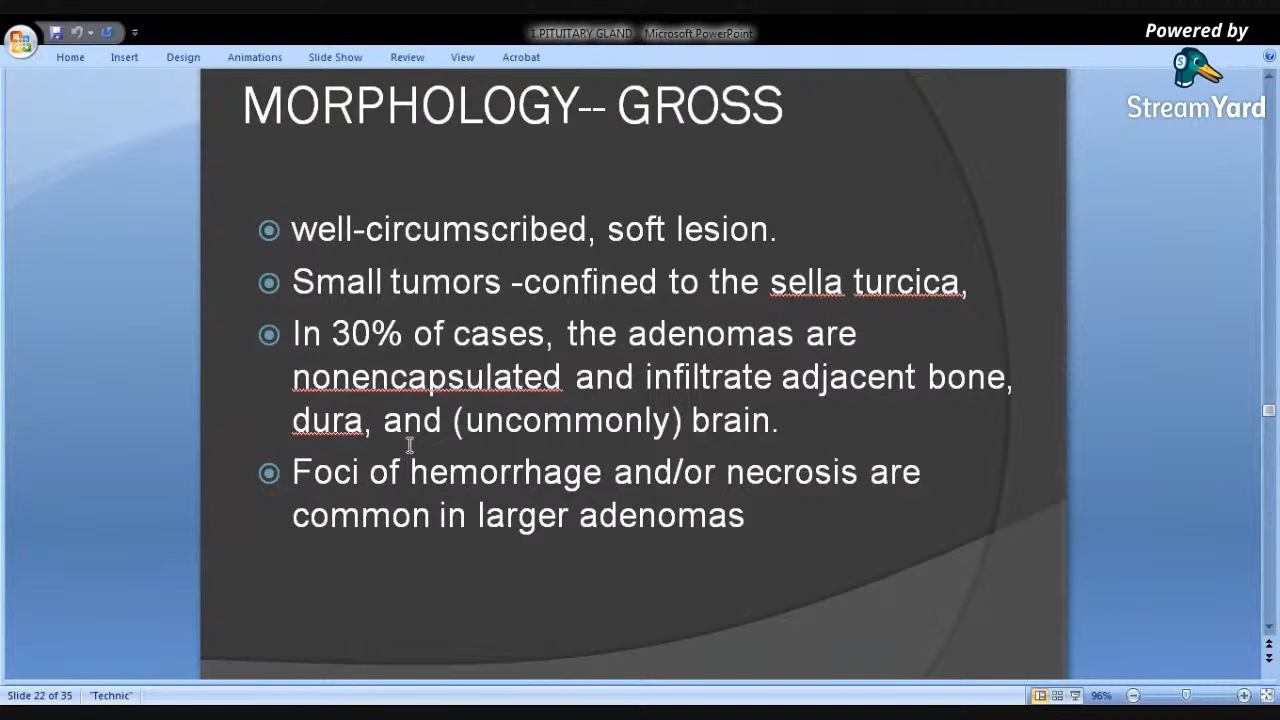 1.PITUITARY GLAND - Microsoft PowerPoint
Powered by
StreamYard
Home Insert Design Animations Slide Show Review View Acrobat
MORPHOLOGY-- GROSS
well-circumscribed, soft lesion.
Small tumors -confined to the sella turcica,
In 30% of cases, the adenomas are
nonencapsulated and infiltrate adjacent bone,
dura, and (uncommonly) brain.
Foci of hemorrhage and/or necrosis are
common in larger adenomas
Slide 22 of 35 "Technic" 96%